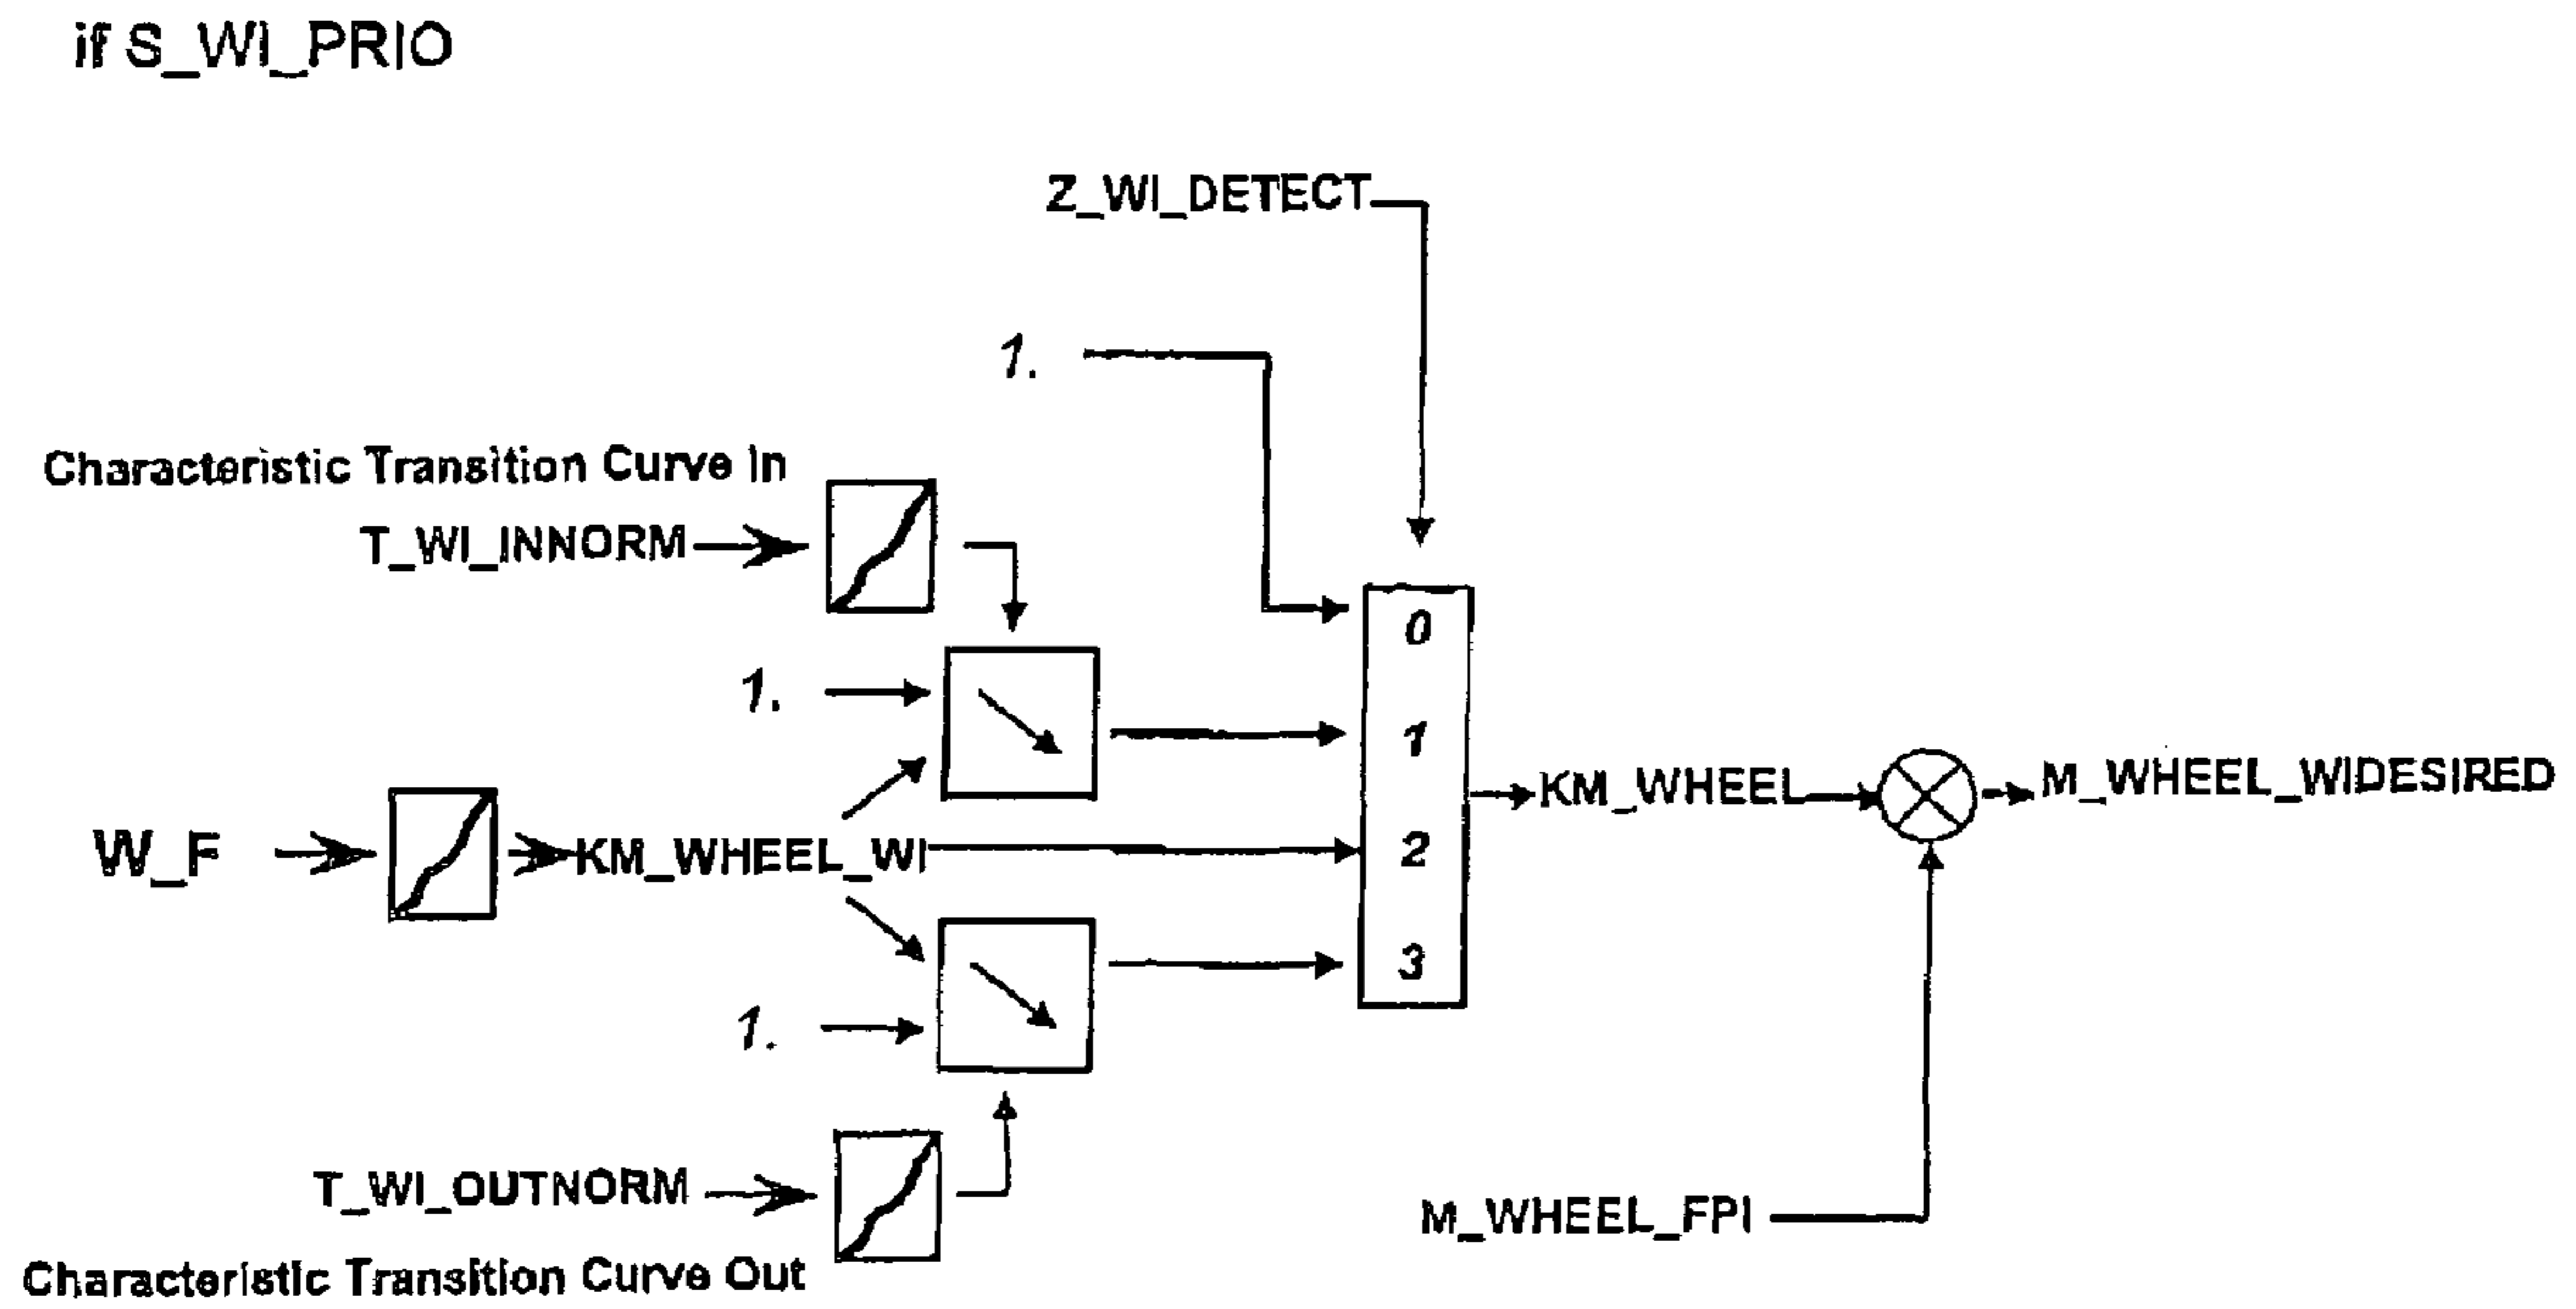 if S_WI_PRIO
Z_WI_DETECT
1.
Characteristic Transition Curve In
T_WI_INNORM
0
1.
1
W_F
KM_WHEEL_WI
2
KM_WHEEL
M_WHEEL_WIDESIRED
3
1.
T_WI_OUTNORM
M_WHEEL_FPI
Characteristic Transition Curve Out